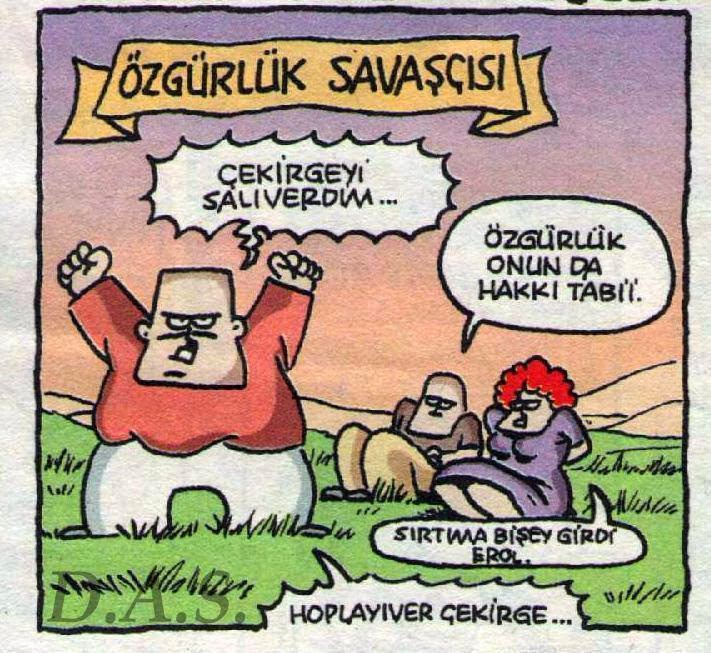 ÖZGÜRLÜK SAVAŞÇISI
ÇEKİRGEYİ
SALIVERDİM...
ÖZGÜRLÜK
ONUN DA
HAKKI TABİ'İ.
SIRTIMA BİŞEY GİRDİ
EROL.
HOPLAYIVER ÇEKİRGE...
D.A.S.